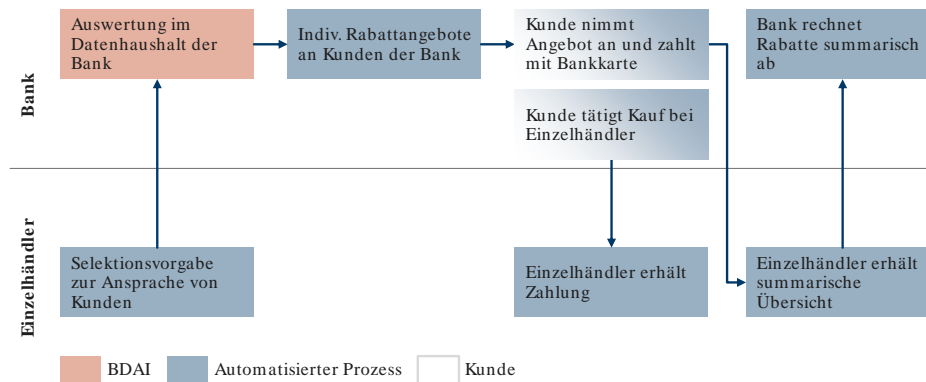 Bank
Auswertung im
Datenhaushalt der
Bank
Indiv. Rabattangebote
an Kunden der Bank
Kunde nimmt
Angebot an und zahlt
mit Bankkarte
Bank rechnet
Rabatte summarisch
ab
Kunde tätigt Kauf bei
Einzelhändler
Einzelhändler
Selektionsvorgabe
zur Ansprache von
Kunden
Einzelhändler erhält
Zahlung
Einzelhändler erhält
summarische
Übersicht
BDAI
Automatisierter Prozess
Kunde